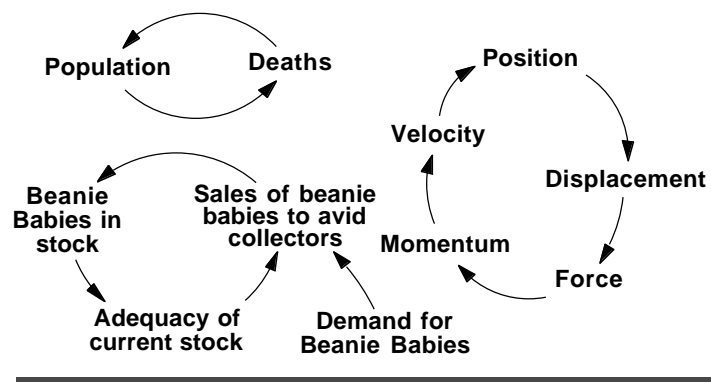 Population
Deaths
Position
Velocity
Displacement
Force
Momentum
Beanie
Babies in
stock
Sales of beanie
babies to avid
collectors
Adequacy of
current stock
Demand for
Beanie Babies